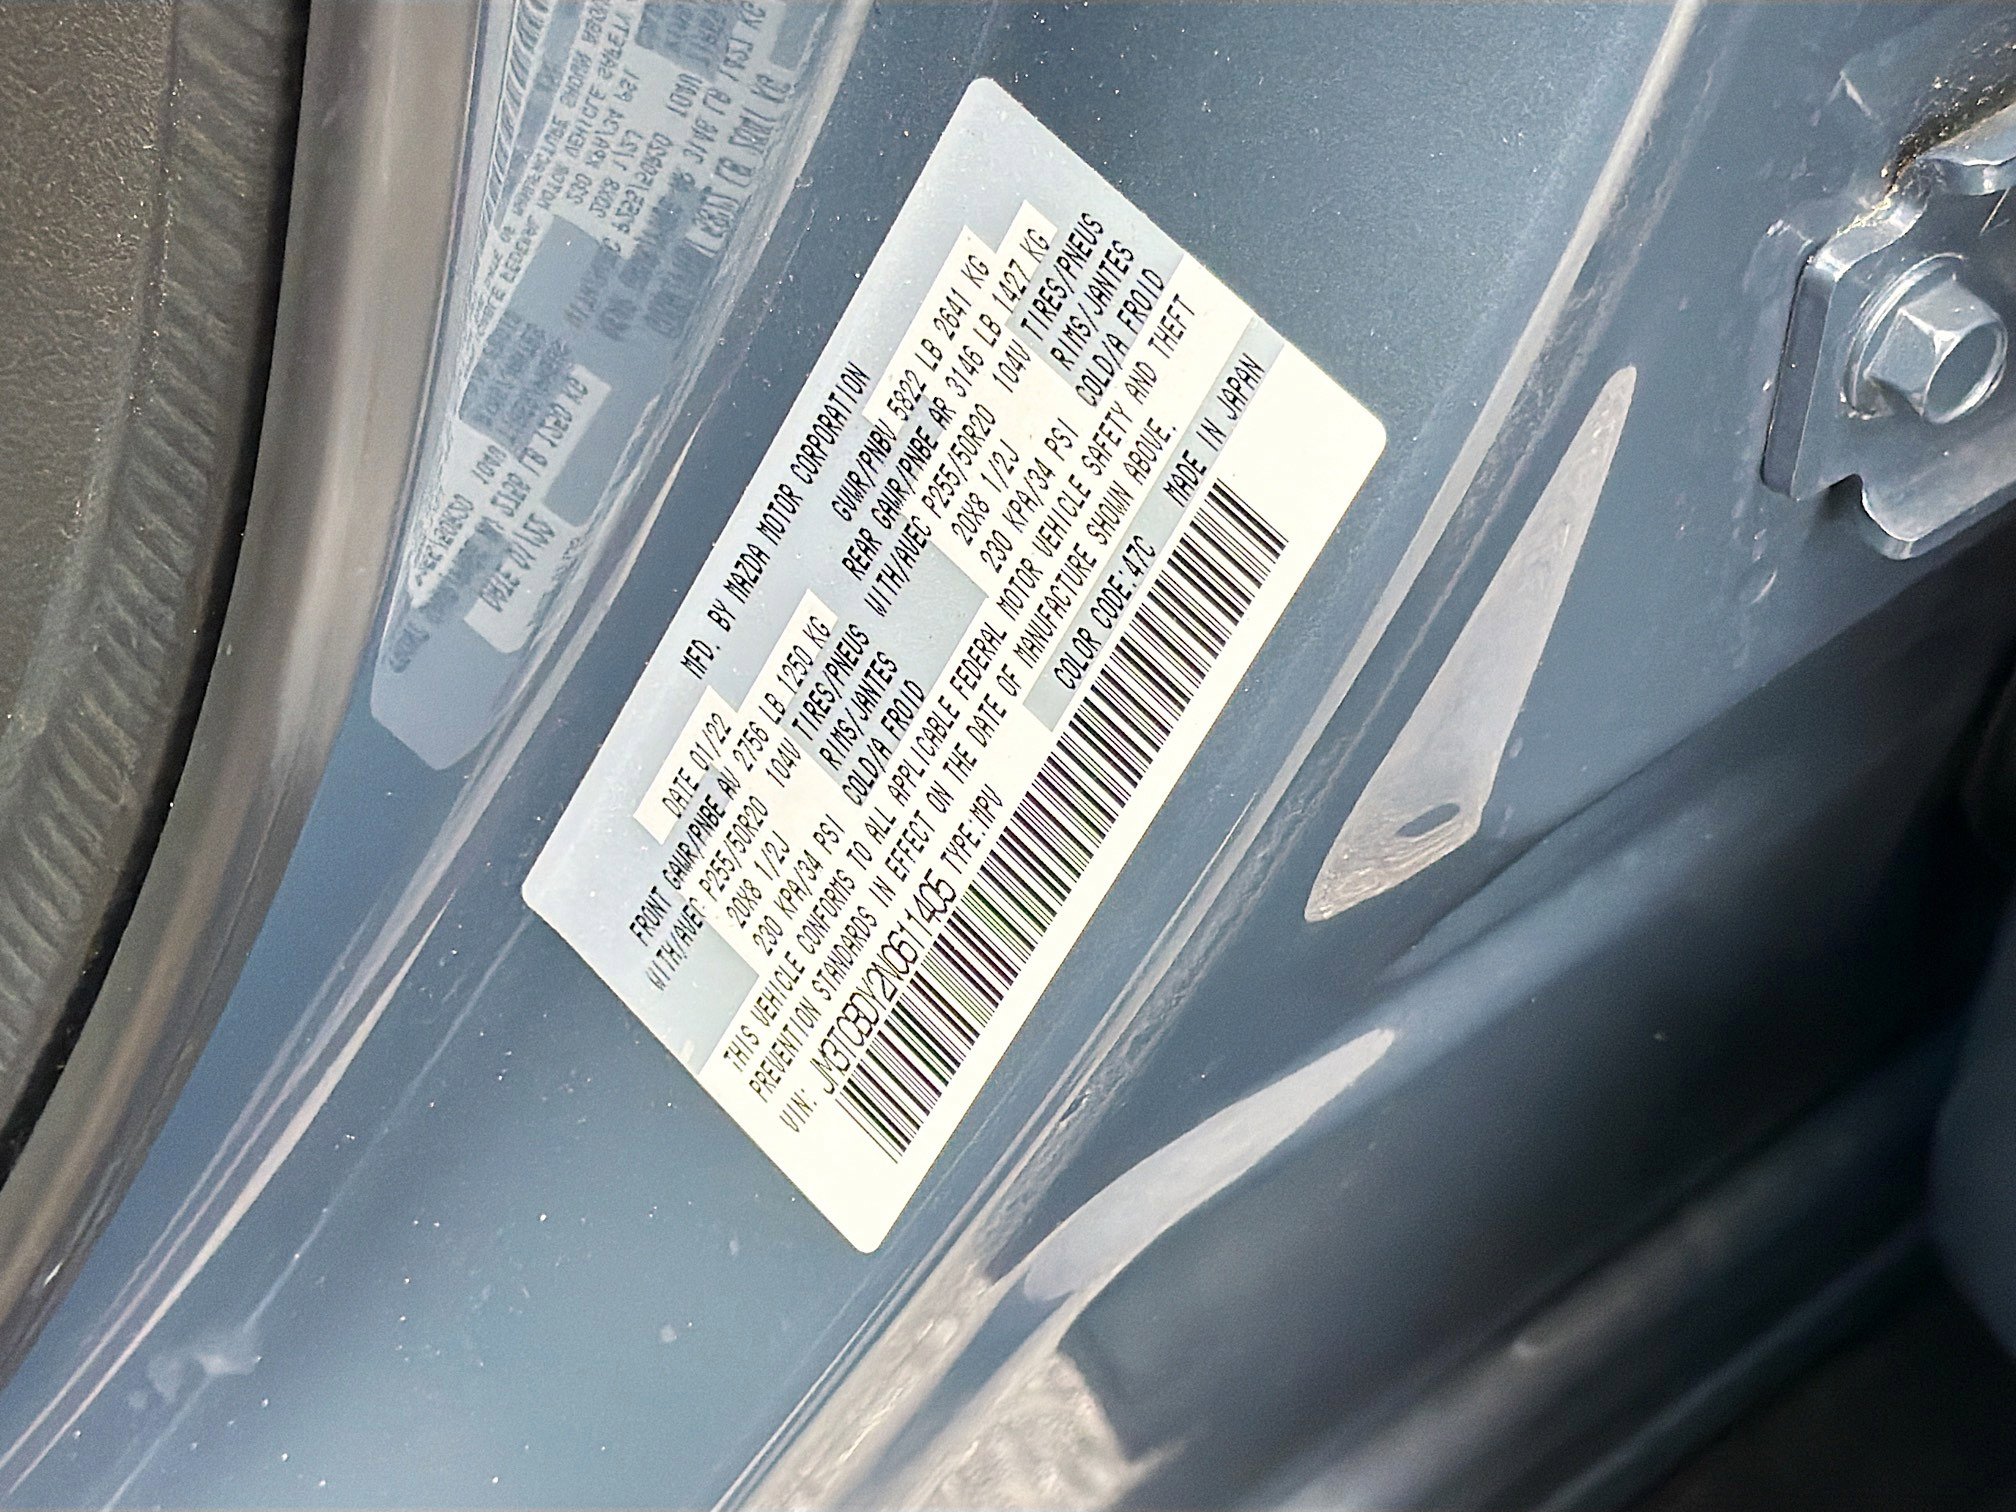 MFD. BY MAZDA MOTOR CORPORATION
DATE 01/22 GVWR/PNBV 5822 LB 2641 KG
FRONT GAWR/PNBE AV 2756 LB 1250 KG REAR GAWR/PNBE AR 3146 LB 1427 KG
WITH/AVEC P255/50R20 104V TIRES/PNEUS WITH/AVEC P255/50R20 104V TIRES/PNEUS
20X8 1/2J RIMS/JANTES 20X8 1/2J RIMS/JANTES
230 KPA/34 PSI COLD/A FROID 230 KPA/34 PSI COLD/A FROID
THIS VEHICLE CONFORMS TO ALL APPLICABLE FEDERAL MOTOR VEHICLE SAFETY AND THEFT
PREVENTION STANDARDS IN EFFECT ON THE DATE OF MANUFACTURE SHOWN ABOVE.
VIN: JM3TCBDY2N0611405 TYPE:MPV COLOR CODE:47C MADE IN JAPAN